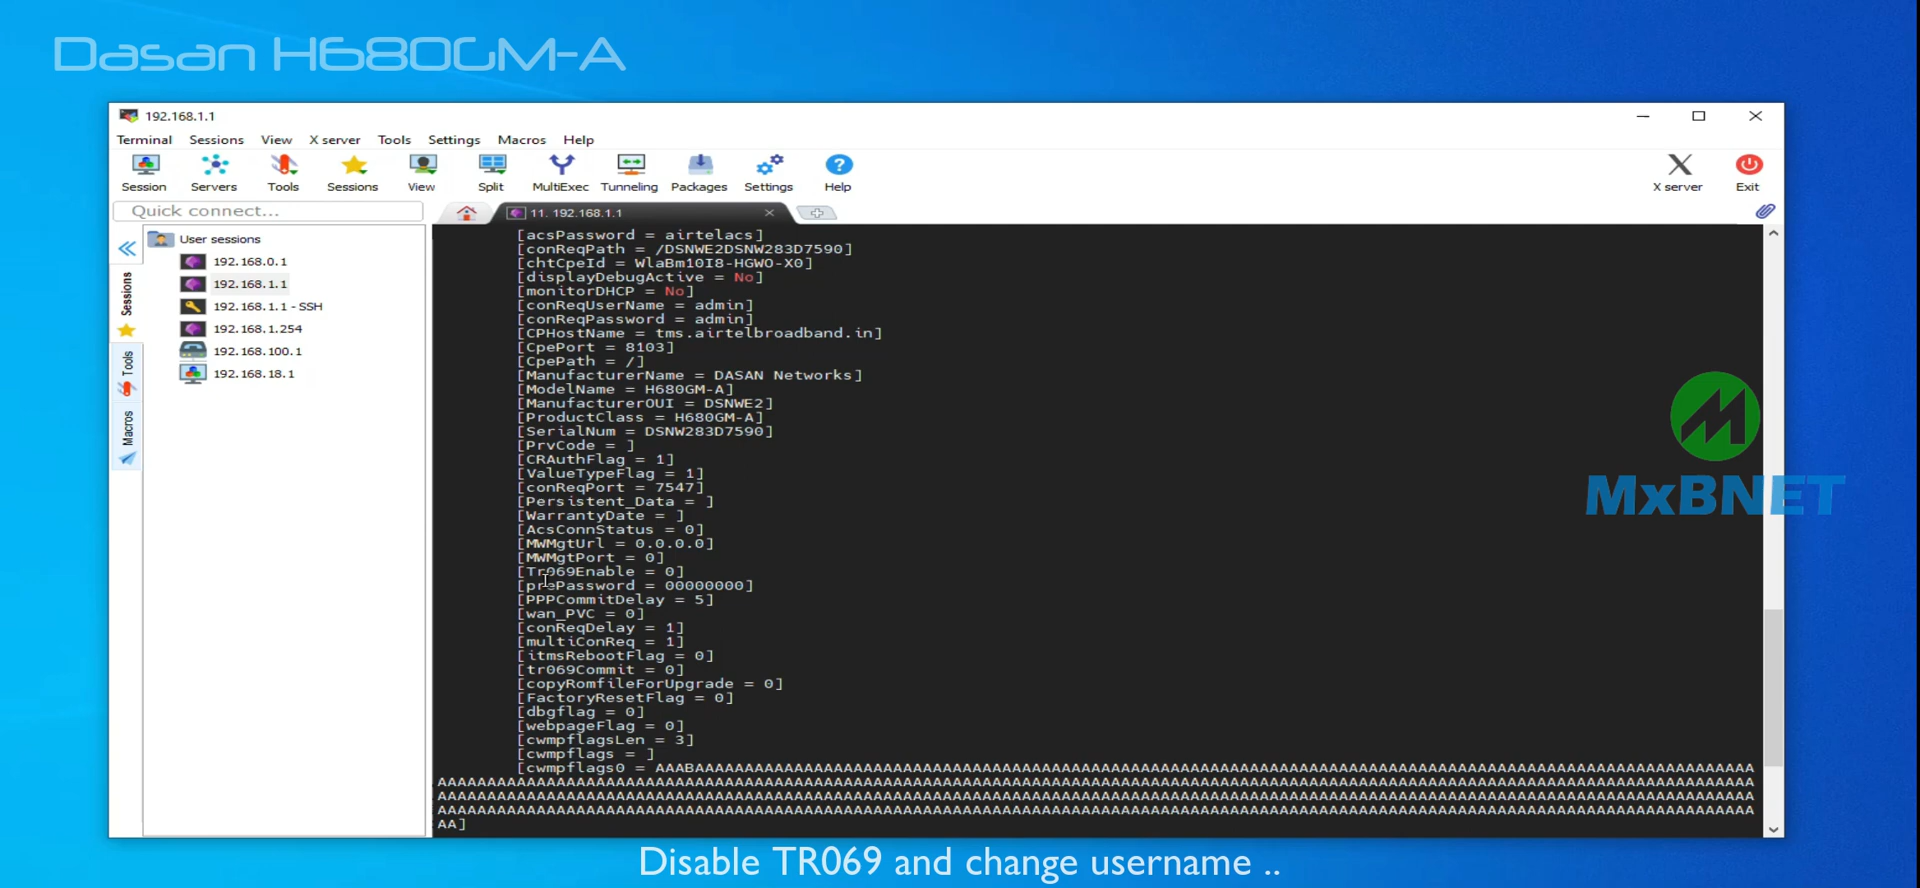 Dasan H680GM-A
192.168.1.1
Terminal Sessions View X server Tools Settings Macros Help
Session Servers Tools Sessions View Split MultiExec Tunneling Packages Settings Help X server Exit
Quick connect...
11. 192.168.1.1
User sessions
192.168.0.1
192.168.1.1
192.168.1.1 - SSH
192.168.1.254
192.168.100.1
192.168.18.1
Sessions
Tools
Macros
[acsPassword = airtelacs]
[conReqPath = /DSNWE2DSNW283D7590]
[chtCpeId = WlaBm10I8-HGWO-X0]
[displayDebugActive = No]
[monitorDHCP = No]
[conReqUserName = admin]
[conReqPassword = admin]
[CPHostName = tms.airtelbroadband.in]
[CpePort = 8103]
[CpePath = /]
[ManufacturerName = DASAN Networks]
[ModelName = H680GM-A]
[ManufacturerOUI = DSNWE2]
[ProductClass = H680GM-A]
[SerialNum = DSNW283D7590]
[PrvCode = ]
[CRAuthFlag = 1]
[ValueTypeFlag = 1]
[conReqPort = 7547]
[Persistent_Data = ]
[WarrantyDate = ]
[AcsConnStatus = 0]
[MWMgtUrl = 0.0.0.0]
[MWMgtPort = 0]
[Tr069Enable = 0]
[prePassword = 00000000]
[PPPCommitDelay = 5]
[wan_PVC = 0]
[conReqDelay = 1]
[multiConReq = 1]
[itmsRebootFlag = 0]
[tr069Commit = 0]
[copyRomfileForUpgrade = 0]
[FactoryResetFlag = 0]
[dbgflag = 0]
[webpageFlag = 0]
[cwmpflagsLen = 3]
[cwmpflags = ]
[cwmpflags0 = AAABAAAAAAAAAAAAAAAAAAAAAAAAAAAAAAAAAAAAAAAAAAAAAAAAAAAAAAAAAAAAAAAAAAAAAAAAAAAAAAAAAAAAAAAAAAAAAAAAAAAAAAA
AAAAAAAAAAAAAAAAAAAAAAAAAAAAAAAAAAAAAAAAAAAAAAAAAAAAAAAAAAAAAAAAAAAAAAAAAAAAAAAAAAAAAAAAAAAAAAAAAAAAAAAAAAAAAAAAAAAAAAAAAAAAAAAAAAAAA
AAAAAAAAAAAAAAAAAAAAAAAAAAAAAAAAAAAAAAAAAAAAAAAAAAAAAAAAAAAAAAAAAAAAAAAAAAAAAAAAAAAAAAAAAAAAAAAAAAAAAAAAAAAAAAAAAAAAAAAAAAAAAAAAAAAAA
AAAAAAAAAAAAAAAAAAAAAAAAAAAAAAAAAAAAAAAAAAAAAAAAAAAAAAAAAAAAAAAAAAAAAAAAAAAAAAAAAAAAAAAAAAAAAAAAAAAAAAAAAAAAAAAAAAAAAAAAAAAAAAAAAAAAA
AA]
MxBNET
Disable TR069 and change username ..